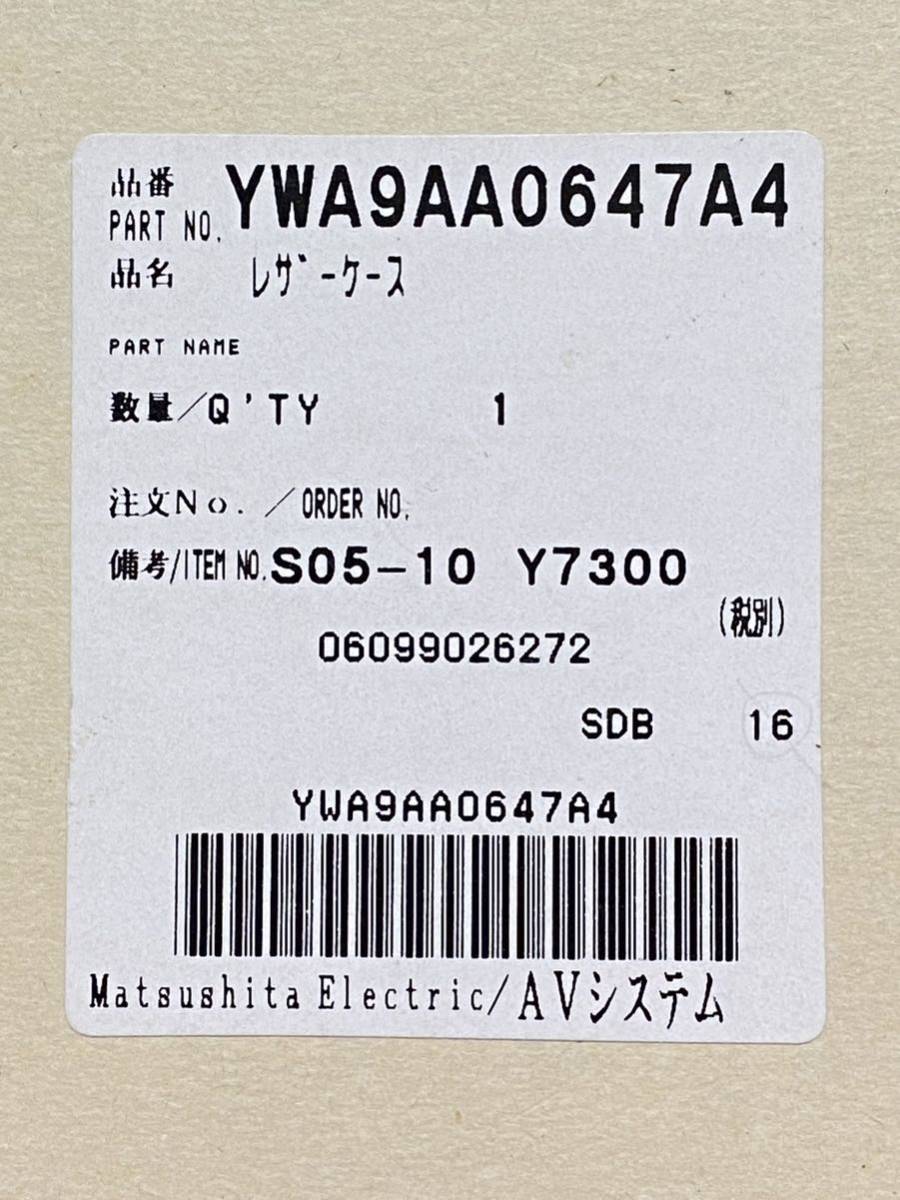 品番
PART NO. YWA9AA0647A4
品名 レザーケース
PART NAME
数量/Q'TY 1
注文No. /ORDER NO.
備考/ITEM NO. S05-10 Y7300
(税別)
06099026272
SDB 16
YWA9AA0647A4
Matsushita Electric/AVシステム